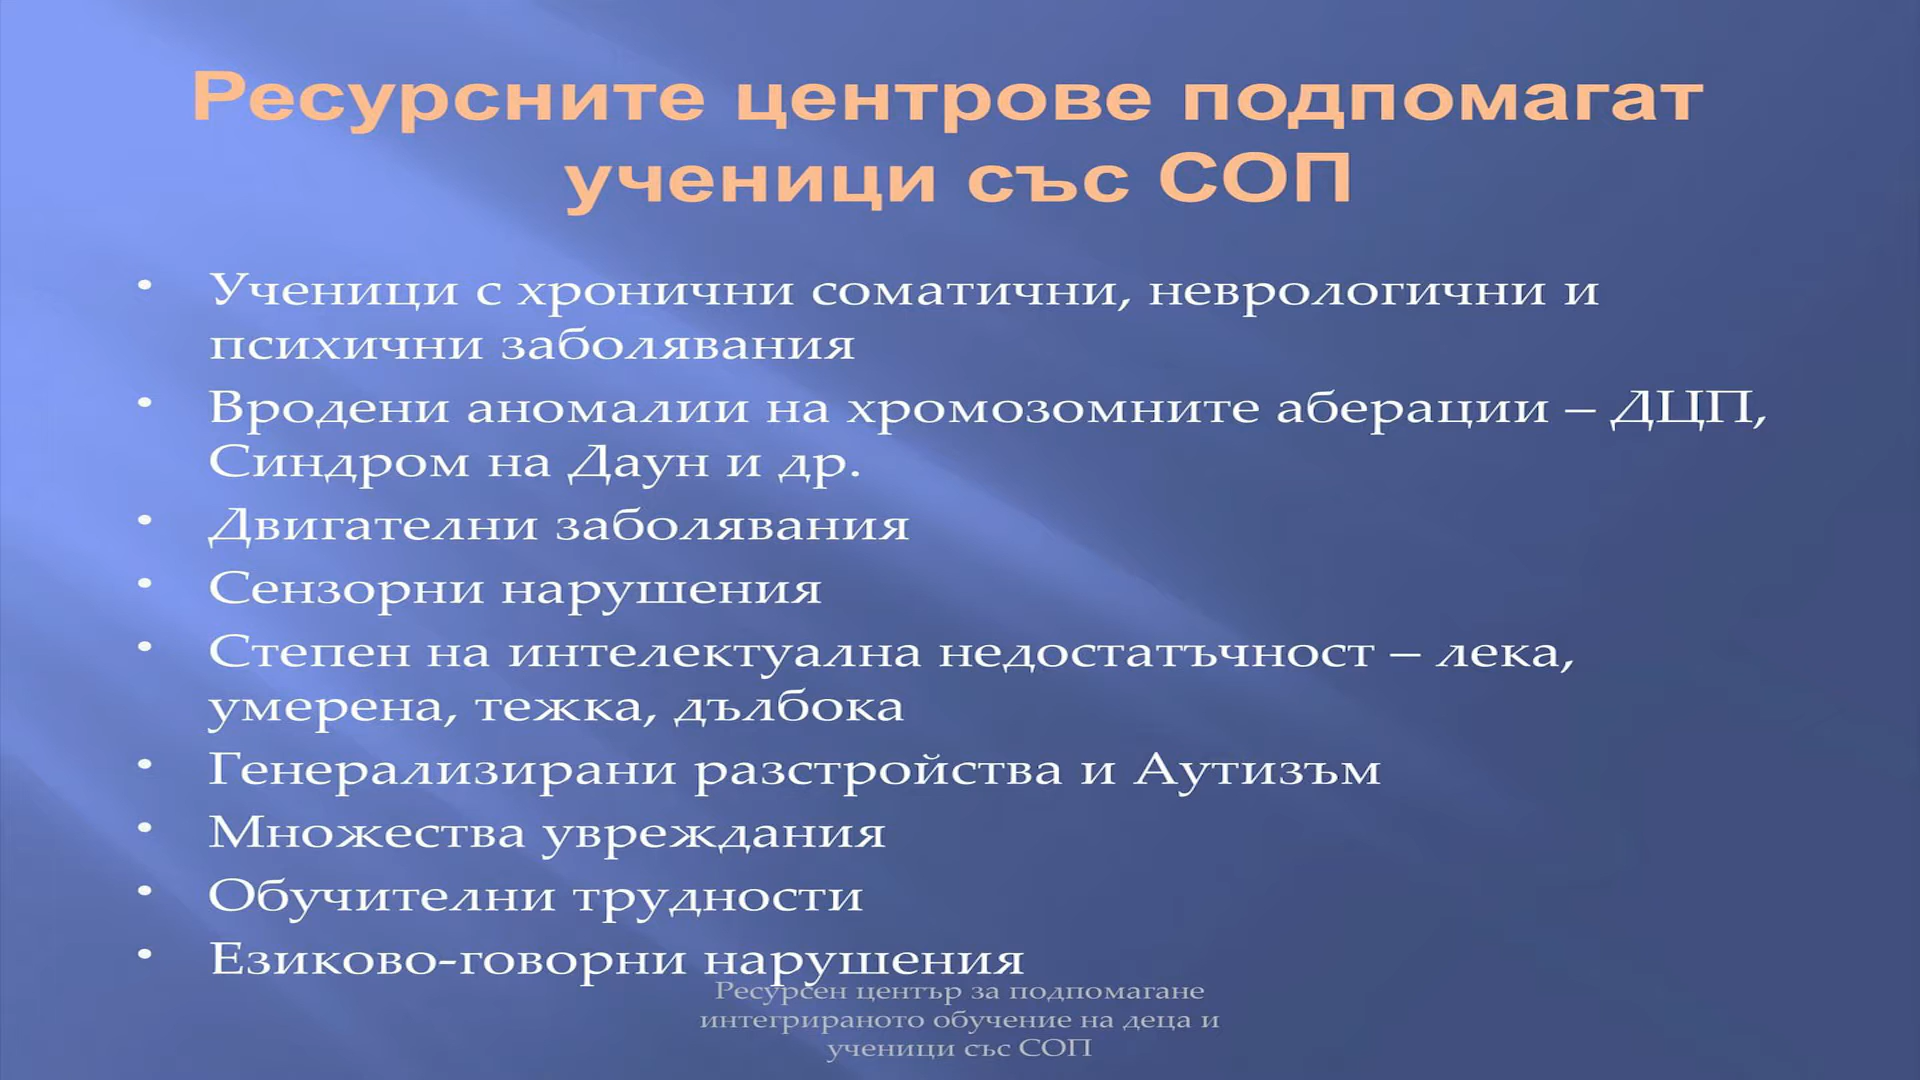 Ресурсните центрове подпомагат
ученици със СОП
• Ученици с хронични соматични, неврологични и
психични заболявания
• Вродени аномалии на хромозомните аберации – ДЦП,
Синдром на Даун и др.
• Двигателни заболявания
• Сензорни нарушения
• Степен на интелектуална недостатъчност – лека,
умерена, тежка, дълбока
• Генерализирани разстройства и Аутизъм
• Множества увреждания
• Обучителни трудности
• Езиково-говорни нарушения
Ресурсен център за подпомагане
интегрираното обучение на деца и
ученици със СОП